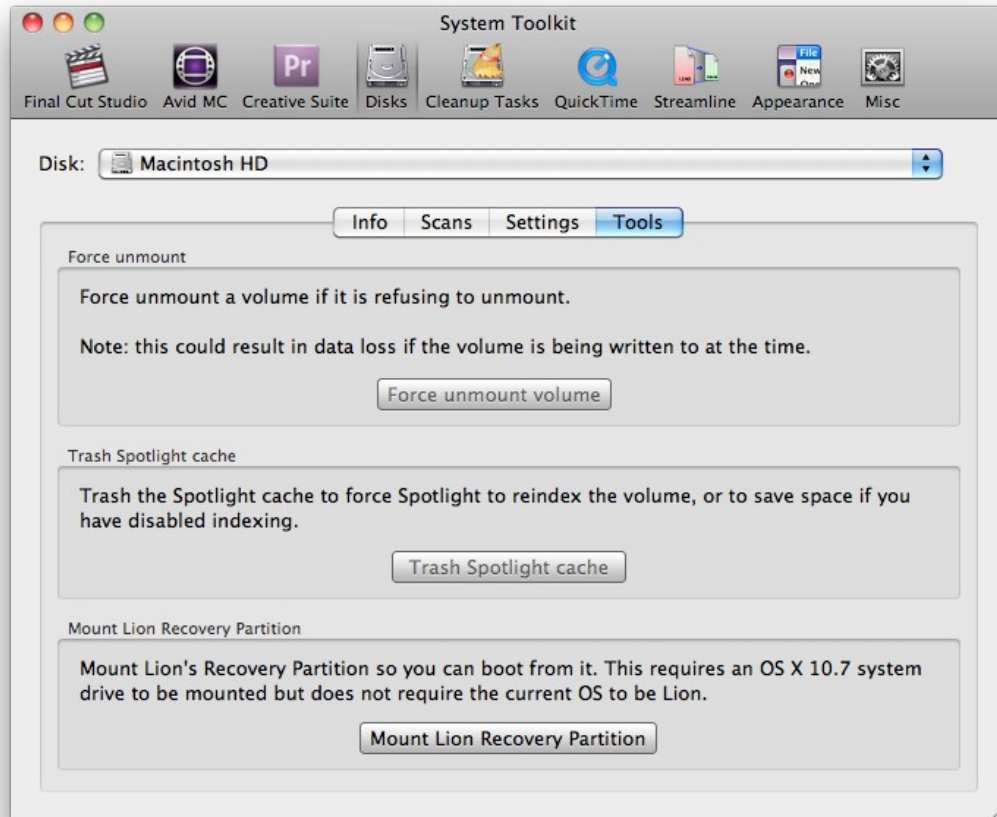 System Toolkit
Pr
File
New
Final Cut Studio Avid MC Creative Suite Disks Cleanup Tasks QuickTime Streamline Appearance Misc
Disk: Macintosh HD
Info Scans Settings Tools
Force unmount
Force unmount a volume if it is refusing to unmount.
Note: this could result in data loss if the volume is being written to at the time.
Force unmount volume
Trash Spotlight cache
Trash the Spotlight cache to force Spotlight to reindex the volume, or to save space if you
have disabled indexing.
Trash Spotlight cache
Mount Lion Recovery Partition
Mount Lion's Recovery Partition so you can boot from it. This requires an OS X 10.7 system
drive to be mounted but does not require the current OS to be Lion.
Mount Lion Recovery Partition